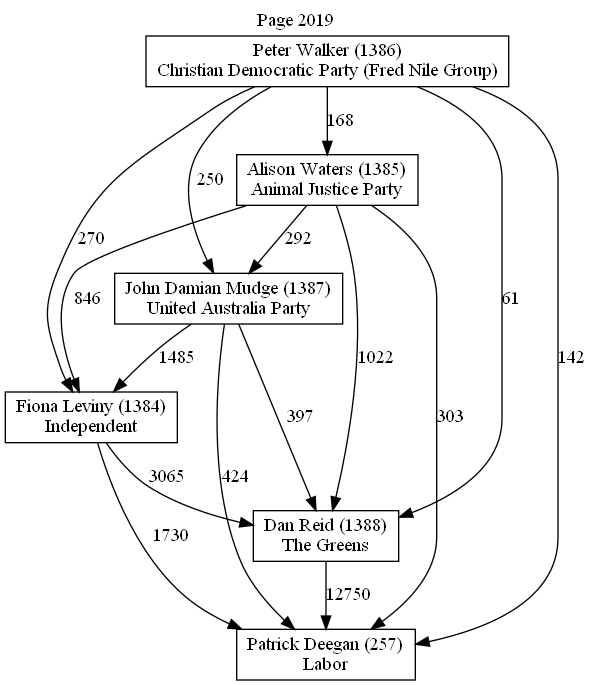 Page 2019
Peter Walker (1386)
Christian Democratic Party (Fred Nile Group)
168
Alison Waters (1385)
Animal Justice Party
250
292
270
846
John Damian Mudge (1387)
United Australia Party
61
142
1485
1022
Fiona Leviny (1384)
Independent
397
303
3065
424
Dan Reid (1388)
The Greens
1730
12750
Patrick Deegan (257)
Labor